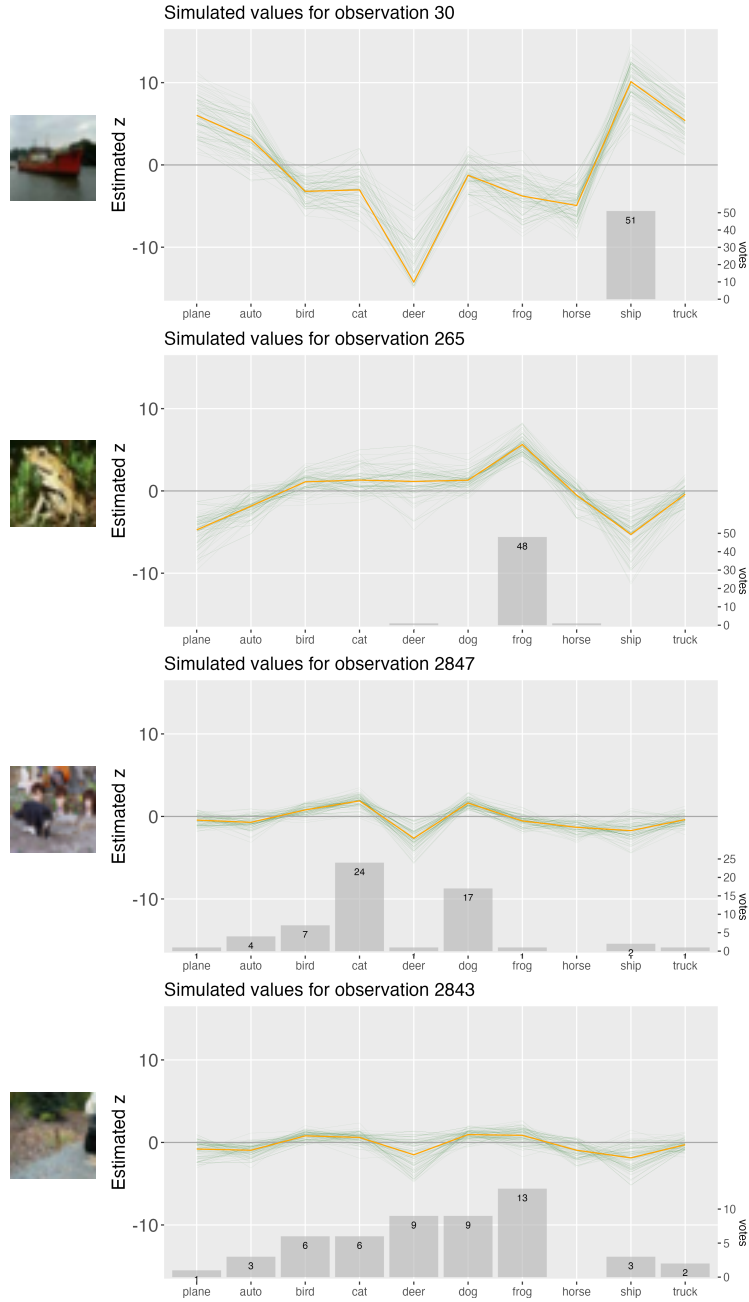 Simulated values for observation 30
Estimated z
10
0
-10
51
50
40
30
20
10
0
votes
plane auto bird cat deer dog frog horse ship truck
Simulated values for observation 265
Estimated z
10
0
-10
48
50
40
30
20
10
0
votes
plane auto bird cat deer dog frog horse ship truck
Simulated values for observation 2847
Estimated z
10
0
-10
1 4 7 24 1 17 1 2 1
25
20
15
10
5
0
votes
plane auto bird cat deer dog frog horse ship truck
Simulated values for observation 2843
Estimated z
10
0
-10
1 3 6 6 9 9 13 3 2
10
5
0
votes
plane auto bird cat deer dog frog horse ship truck